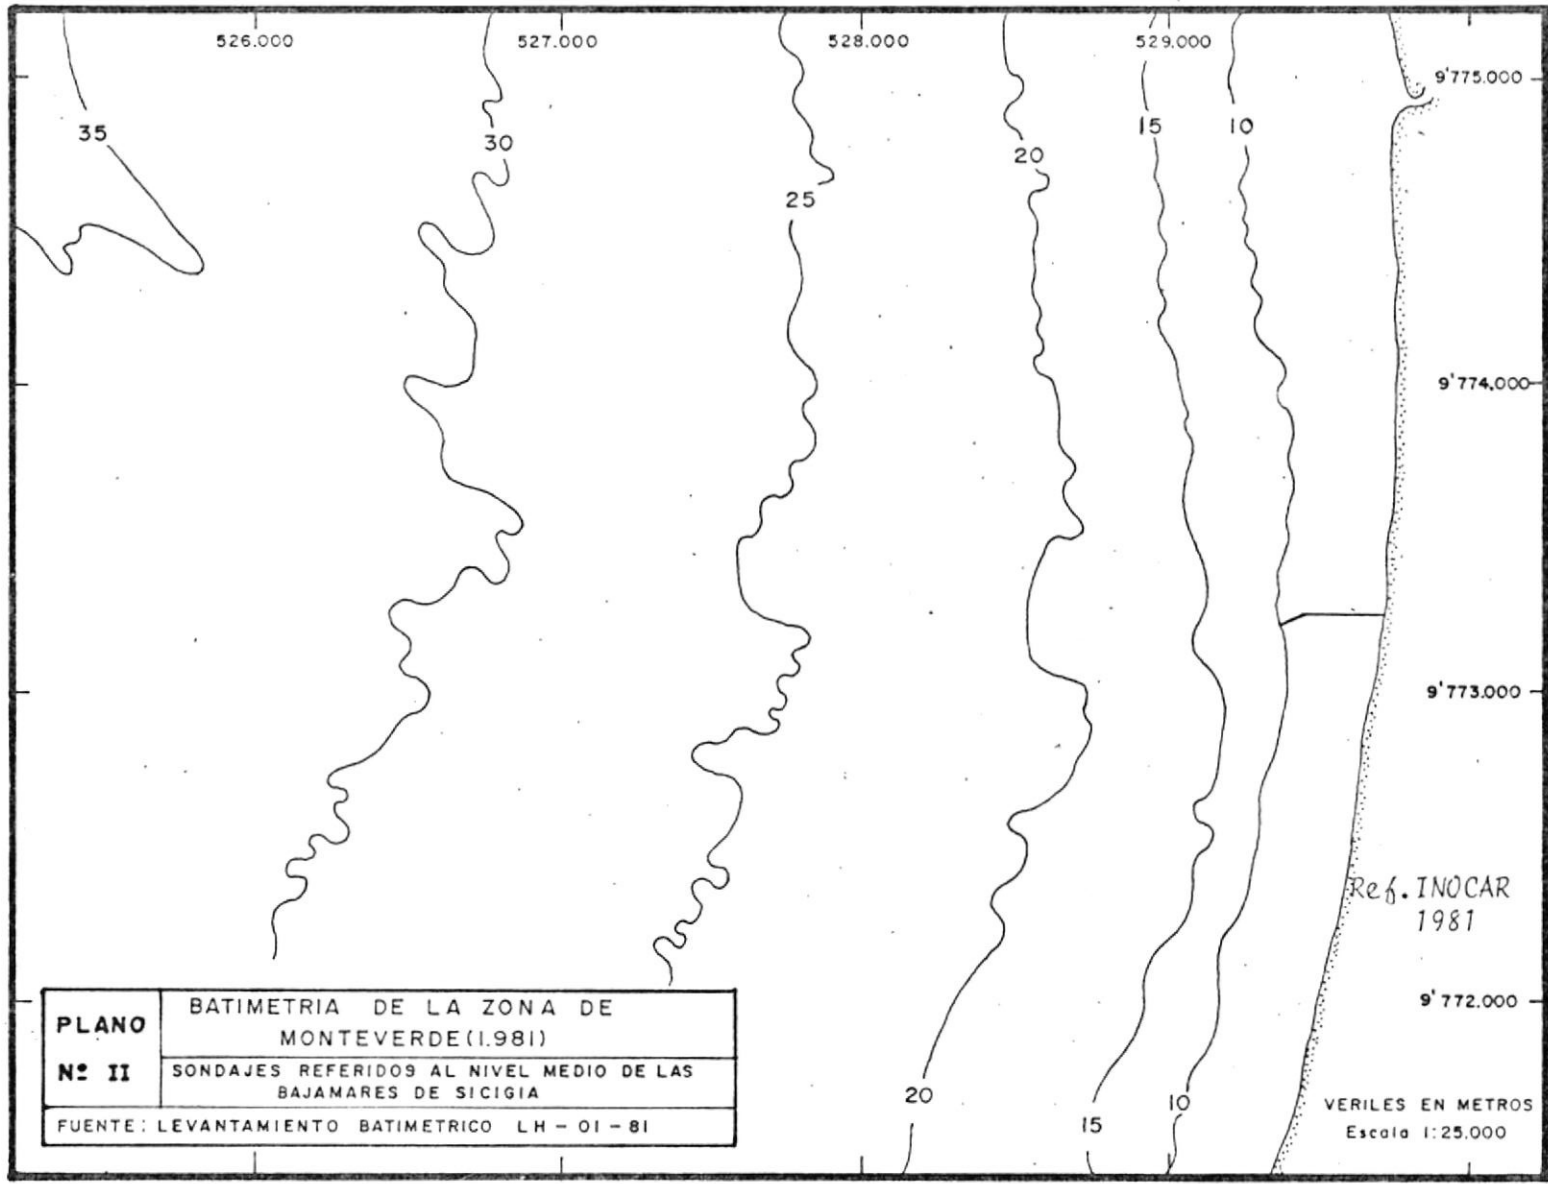 526.000
527.000
528.000
529.000
9'775.000
35
30
25
20
15
10
9'774.000
9'773.000
Ref. INOCAR
1981
9'772.000
PLANO
Nº II
BATIMETRIA DE LA ZONA DE
MONTEVERDE(1.981)
SONDAJES REFERIDOS AL NIVEL MEDIO DE LAS
BAJAMARES DE SICIGIA
FUENTE: LEVANTAMIENTO BATIMETRICO LH-01-81
20
15
10
VERILES EN METROS
Escala 1:25.000